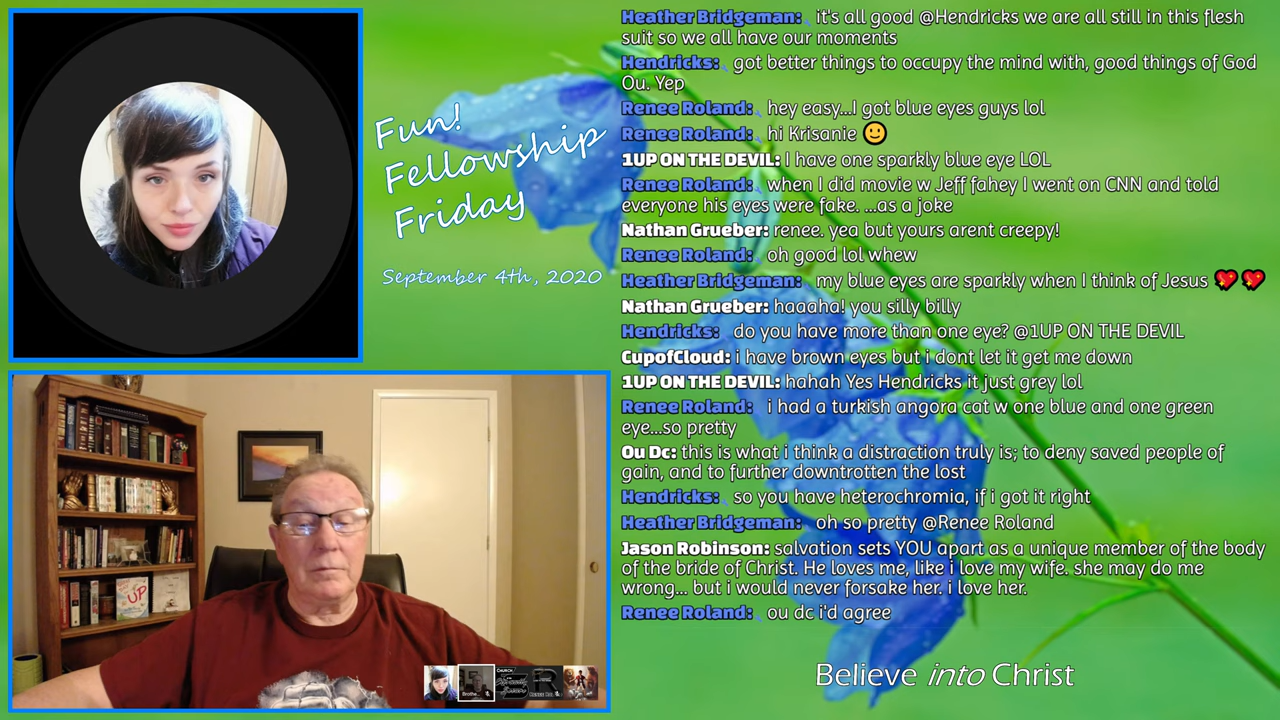 Fun!
Fellowship
Friday
September 4th, 2020
Heather Bridgeman: it's all good @Hendricks we are all still in this flesh
suit so we all have our moments
Hendricks: got better things to occupy the mind with, good things of God
Ou. Yep
Renee Roland: hey easy...I got blue eyes guys lol
Renee Roland: hi Krisanie 🙂
1UP ON THE DEVIL: I have one sparkly blue eye LOL
Renee Roland: when I did movie w Jeff fahey I went on CNN and told
everyone his eyes were fake. ...as a joke
Nathan Grueber: renee. yea but yours arent creepy!
Renee Roland: oh good lol whew
Heather Bridgeman: my blue eyes are sparkly when I think of Jesus 💖💖
Nathan Grueber: haaaha! you silly billy
Hendricks: do you have more than one eye? @1UP ON THE DEVIL
CupofCloud: i have brown eyes but i dont let it get me down
1UP ON THE DEVIL: hahah Yes Hendricks it just grey lol
Renee Roland: i had a turkish angora cat w one blue and one green
eye...so pretty
Ou Dc: this is what i think a distraction truly is; to deny saved people of
gain, and to further downtrotten the lost
Hendricks: so you have heterochromia, if i got it right
Heather Bridgeman: oh so pretty @Renee Roland
Jason Robinson: salvation sets YOU apart as a unique member of the body
of the bride of Christ. He loves me, like i love my wife. she may do me
wrong... but i would never forsake her. i love her.
Renee Roland: ou dc i'd agree
UP
Brothe...
Believe into Christ